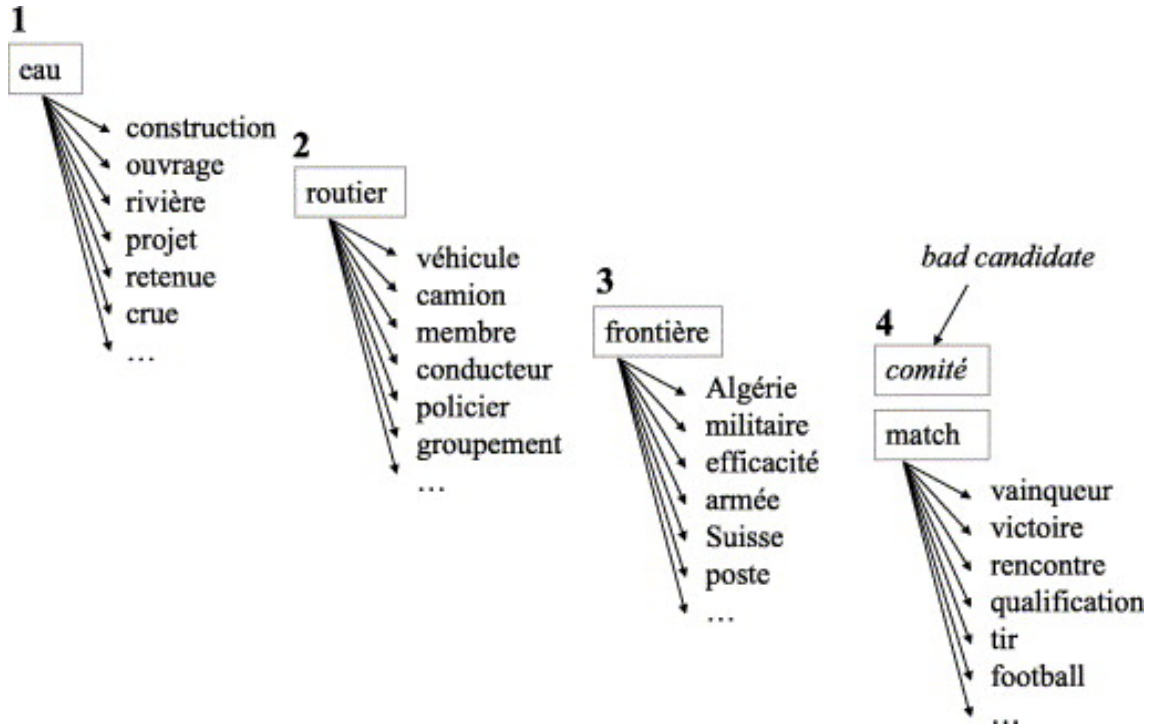 1
eau
construction
ouvrage
rivière
projet
retenue
crue
…
2
routier
véhicule
camion
membre
conducteur
policier
groupement
…
3
frontière
Algérie
militaire
efficacité
armée
Suisse
poste
…
bad candidate
4
comité
match
vainqueur
victoire
rencontre
qualification
tir
football
…